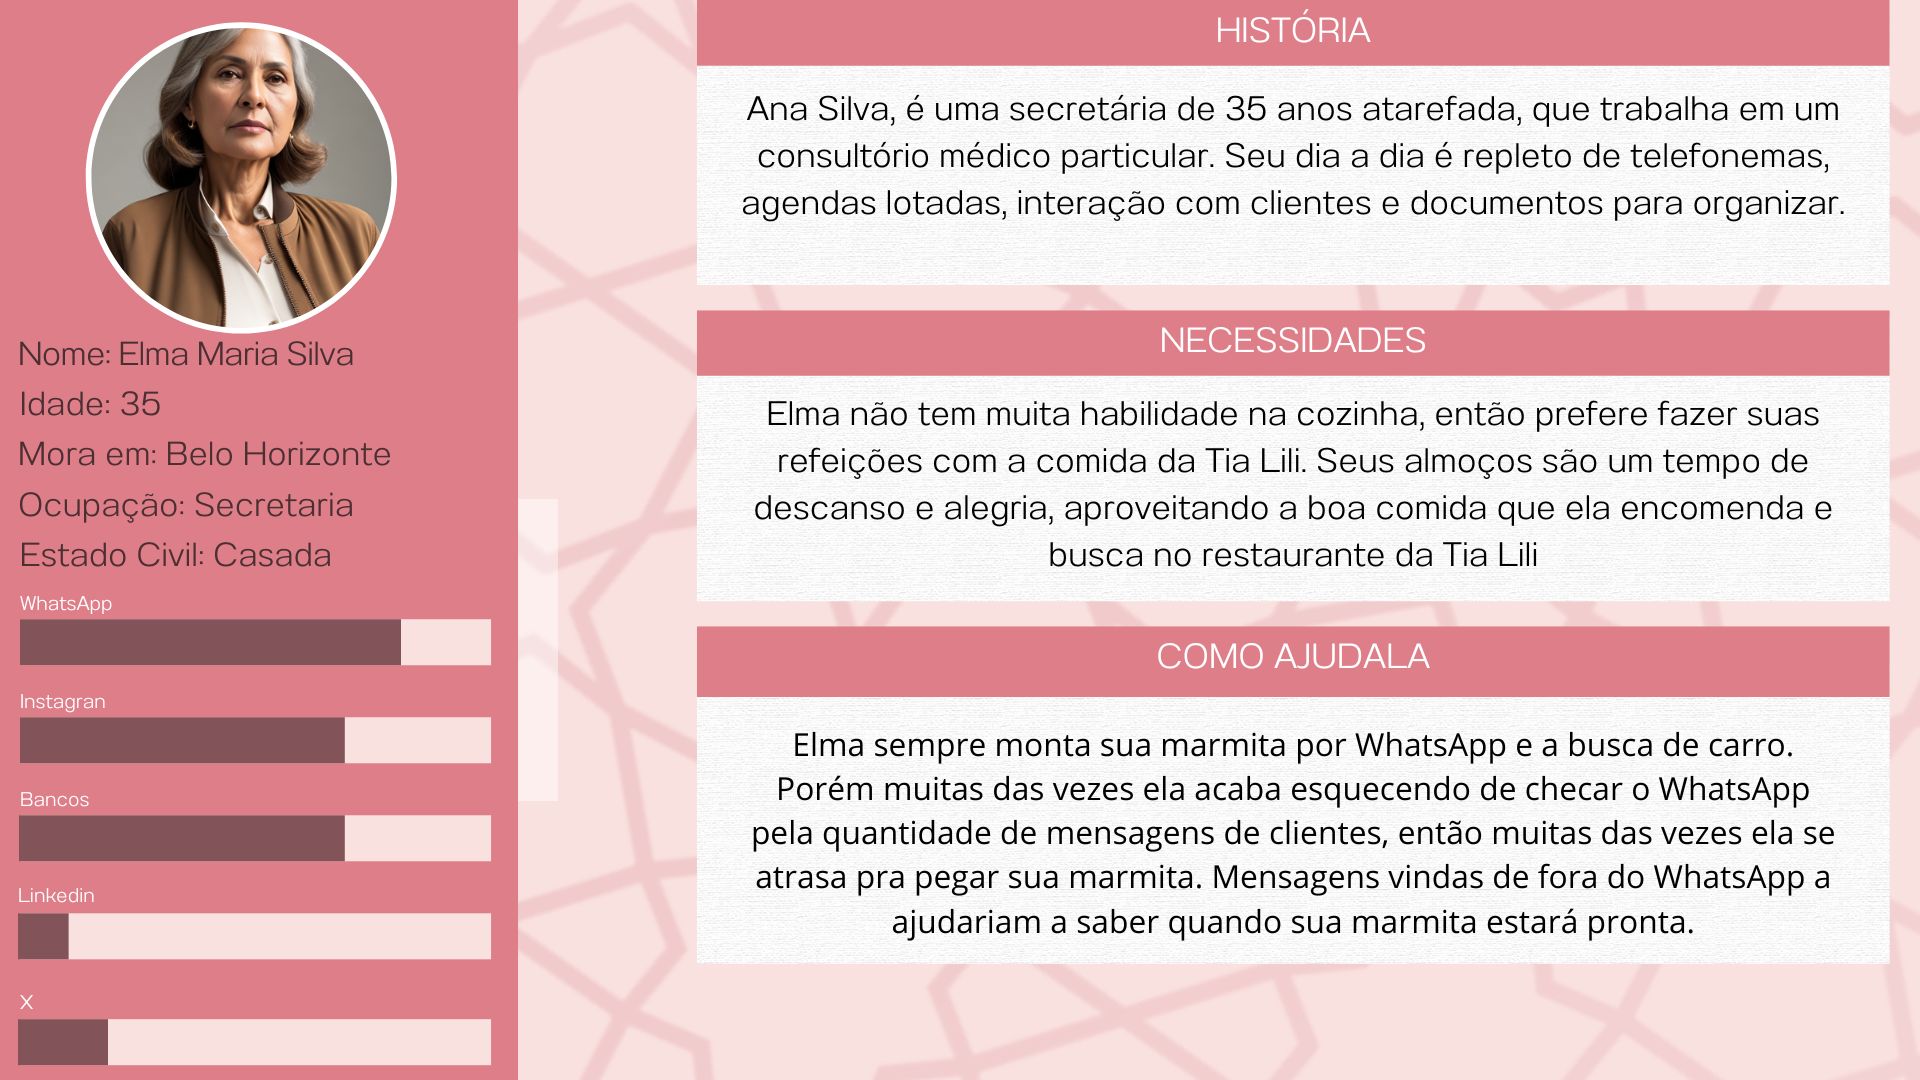 Nome: Elma Maria Silva
Idade: 35
Mora em: Belo Horizonte
Ocupação: Secretaria
Estado Civil: Casada
WhatsApp
Instagran
Bancos
Linkedin
X
HISTÓRIA
Ana Silva, é uma secretária de 35 anos atarefada, que trabalha em um
consultório médico particular. Seu dia a dia é repleto de telefonemas,
agendas lotadas, interação com clientes e documentos para organizar.
NECESSIDADES
Elma não tem muita habilidade na cozinha, então prefere fazer suas
refeições com a comida da Tia Lili. Seus almoços são um tempo de
descanso e alegria, aproveitando a boa comida que ela encomenda e
busca no restaurante da Tia Lili
COMO AJUDALA
Elma sempre monta sua marmita por WhatsApp e a busca de carro.
Porém muitas das vezes ela acaba esquecendo de checar o WhatsApp
pela quantidade de mensagens de clientes, então muitas das vezes ela se
atrasa pra pegar sua marmita. Mensagens vindas de fora do WhatsApp a
ajudariam a saber quando sua marmita estará pronta.